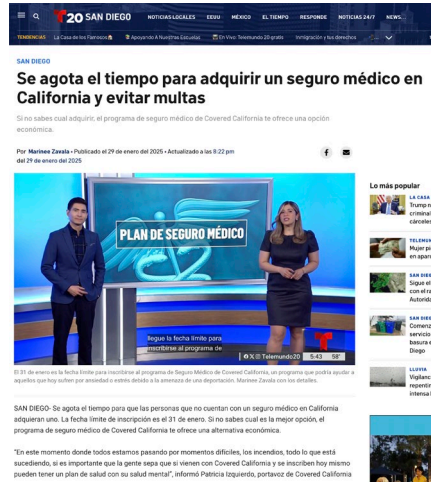 20 SAN DIEGO
NOTICIAS LOCALES EEUU MÉXICO EL TIEMPO RESPONDE NOTICIAS 24/7 NEWS
TENDENCIAS La Casa de los Famosos Apoyando A Nuestras Escuelas En Vivo: Telemundo 20 gratis Inmigración y tus derechos
SAN DIEGO
Se agota el tiempo para adquirir un seguro médico en
California y evitar multas
Si no sabes cual adquirir, el programa de seguro médico de Covered California te ofrece una opción
económica.
Por Marinee Zavala • Publicado el 29 de enero del 2025 • Actualizado a las 8:22 pm
del 29 de enero del 2025
PLAN DE SEGURO MÉDICO
llegue la fecha límite para
inscribirse al programa de
Telemundo20
5:43 58°
El 31 de enero es la fecha límite para inscribirse al programa de Seguro Médico de Covered California, un programa que podría ayudar a
aquellos que hoy sufren por ansiedad o estrés debido a la amenaza de una deportación. Marinee Zavala con los detalles.
SAN DIEGO- Se agota el tiempo para que las personas que no cuentan con un seguro médico en California
adquieran uno. La fecha límite de inscripción es el 31 de enero. Si no sabes cual es la mejor opción, el
programa de seguro médico de Covered California te ofrece una alternativa económica.
"En este momento donde todos estamos pasando por momentos difíciles, los incendios, todo lo que está
sucediendo, si es importante que la gente sepa que si vienen con Covered California y se inscriben hoy mismo
pueden tener un plan de salud con su salud mental", informó Patricia Izquierdo, portavoz de Covered California
Lo más popular
LA CASA
Trump
criminal
cárceles
TELEMUN
Mujer pi
en apar
SAN DIEG
Sigue el
con el ra
Autorida
SAN DIEG
Comenz
servicio
basura e
Diego
LLUVIA
Vigilanc
repentin
intensa